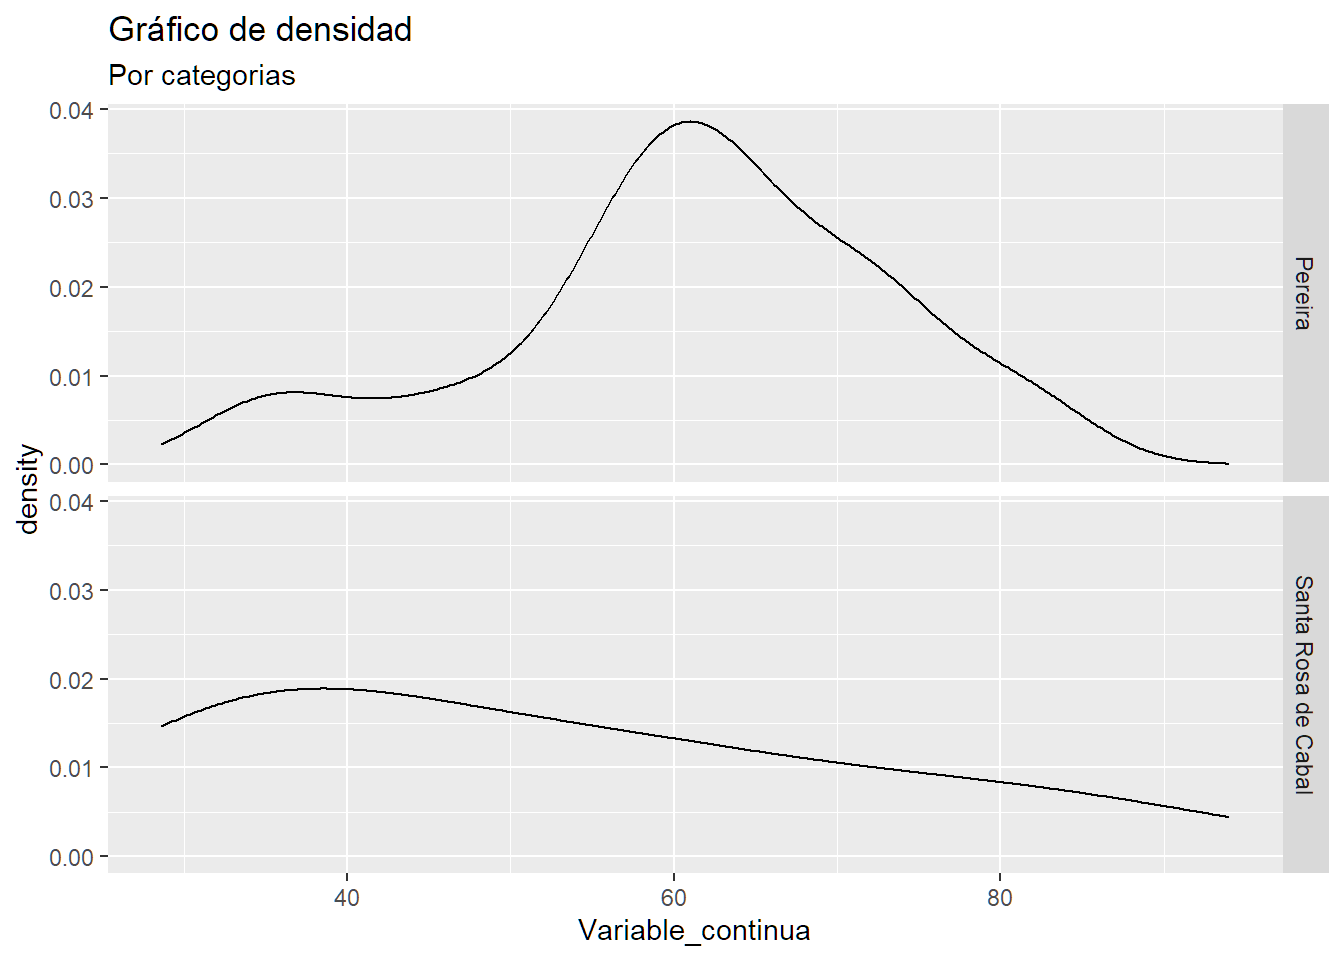 Gráfico de densidad
Por categorias
density
0.04
0.03
0.02
0.01
0.00
Pereira
0.04
0.03
0.02
0.01
0.00
Santa Rosa de Cabal
40
60
80
Variable_continua